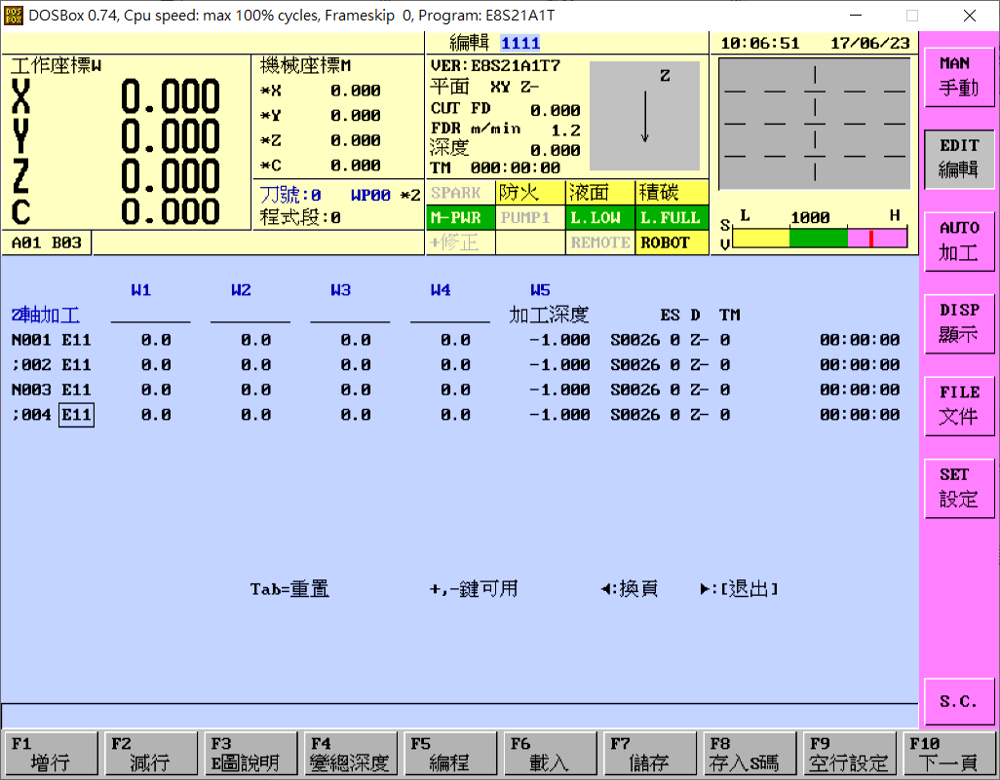 DOSBox 0.74, Cpu speed: max 100% cycles, Frameskip 0, Program: E8S21A1T
編輯 1111
10:06:51 17/06/23
工作座標W
X 0.000
Y 0.000
Z 0.000
C 0.000
機械座標M
*X 0.000
*Y 0.000
*Z 0.000
*C 0.000
刀號:0 WP00 *2
程式段:0
VER:E8S21A1T7
平面 XY Z-
CUT FD 0.000
FDR m/min 1.2
深度 0.000
TM 000:00:00
Z
SPARK 防火 液面 積碳
M-PWR PUMP1 L.LOW L.FULL
+修正 REMOTE ROBOT
L 1000 H
S
V
A01 B03
W1 W2 W3 W4 W5
Z軸加工 加工深度 ES D TM
N001 E11 0.0 0.0 0.0 0.0 -1.000 S0026 0 Z- 0 00:00:00
;002 E11 0.0 0.0 0.0 0.0 -1.000 S0026 0 Z- 0 00:00:00
N003 E11 0.0 0.0 0.0 0.0 -1.000 S0026 0 Z- 0 00:00:00
;004 E11 0.0 0.0 0.0 0.0 -1.000 S0026 0 Z- 0 00:00:00
Tab=重置 +,-鍵可用 ◄:換頁 ►:[退出]
MAN
手動
EDIT
編輯
AUTO
加工
DISP
顯示
FILE
文件
SET
設定
S.C.
F1
增行
F2
減行
F3
E圖說明
F4
變總深度
F5
編程
F6
載入
F7
儲存
F8
存入S碼
F9
空行設定
F10
下一頁